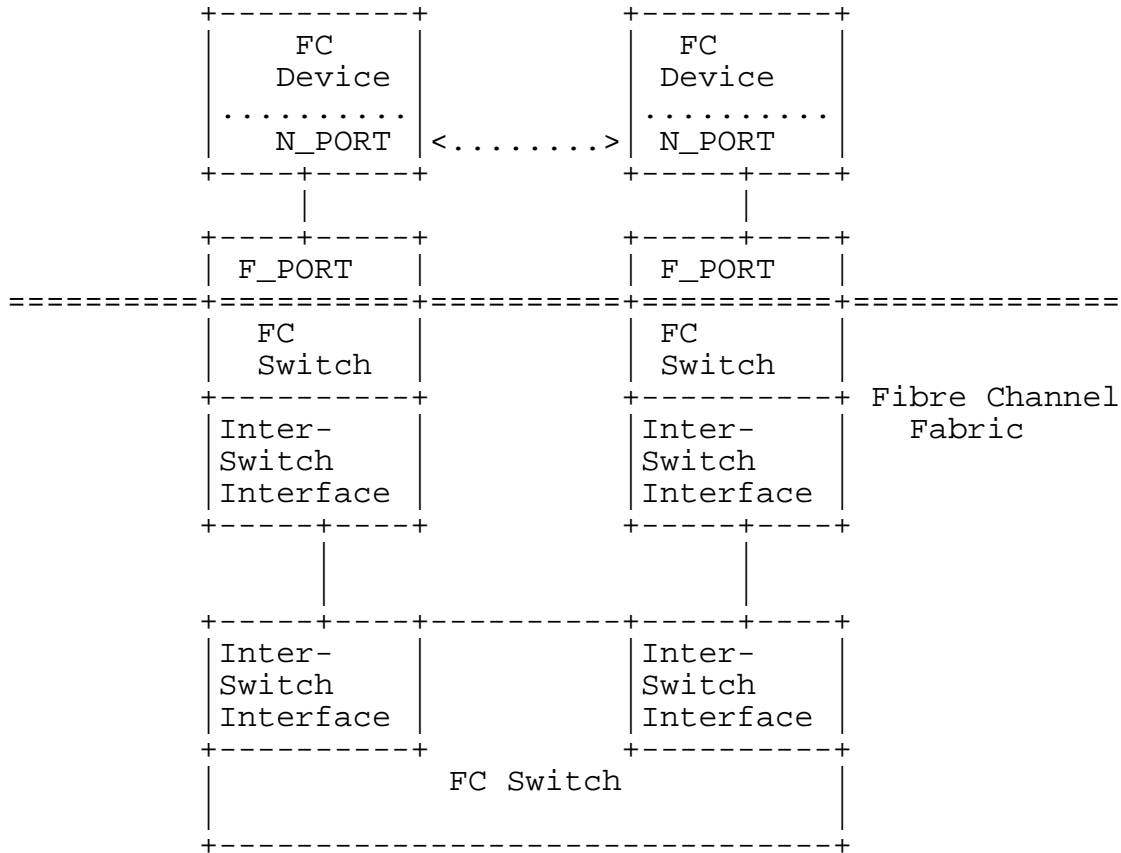 FC FC
Device Device
.......... ..........
N_PORT <........> N_PORT
F_PORT F_PORT
FC FC
Switch Switch
Fibre Channel
Inter- Inter- Fabric
Switch Switch
Interface Interface
Inter- Inter-
Switch Switch
Interface Interface
FC Switch